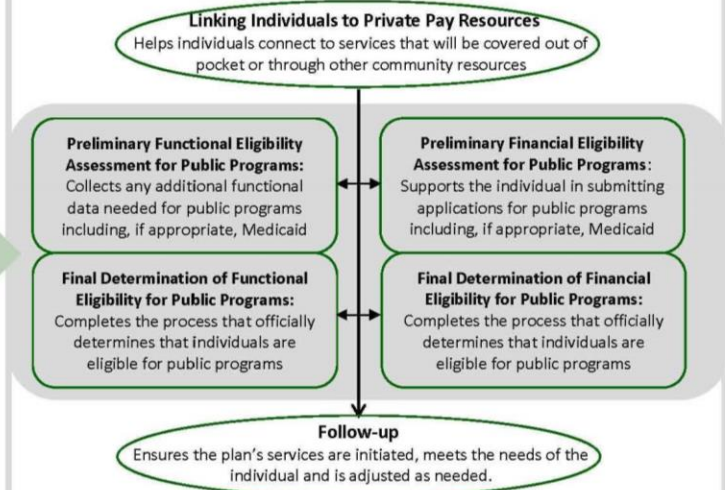 Linking Individuals to Private Pay Resources
Helps individuals connect to services that will be covered out of
pocket or through other community resources
Preliminary Functional Eligibility
Assessment for Public Programs:
Collects any additional functional
data needed for public programs
including, if appropriate, Medicaid
Preliminary Financial Eligibility
Assessment for Public Programs:
Supports the individual in submitting
applications for public programs
including, if appropriate, Medicaid
Final Determination of Functional
Eligibility for Public Programs:
Completes the process that officially
determines that individuals are
eligible for public programs
Final Determination of Financial
Eligibility for Public Programs:
Completes the process that officially
determines that individuals are
eligible for public programs
Follow-up
Ensures the plan's services are initiated, meets the needs of the
individual and is adjusted as needed.